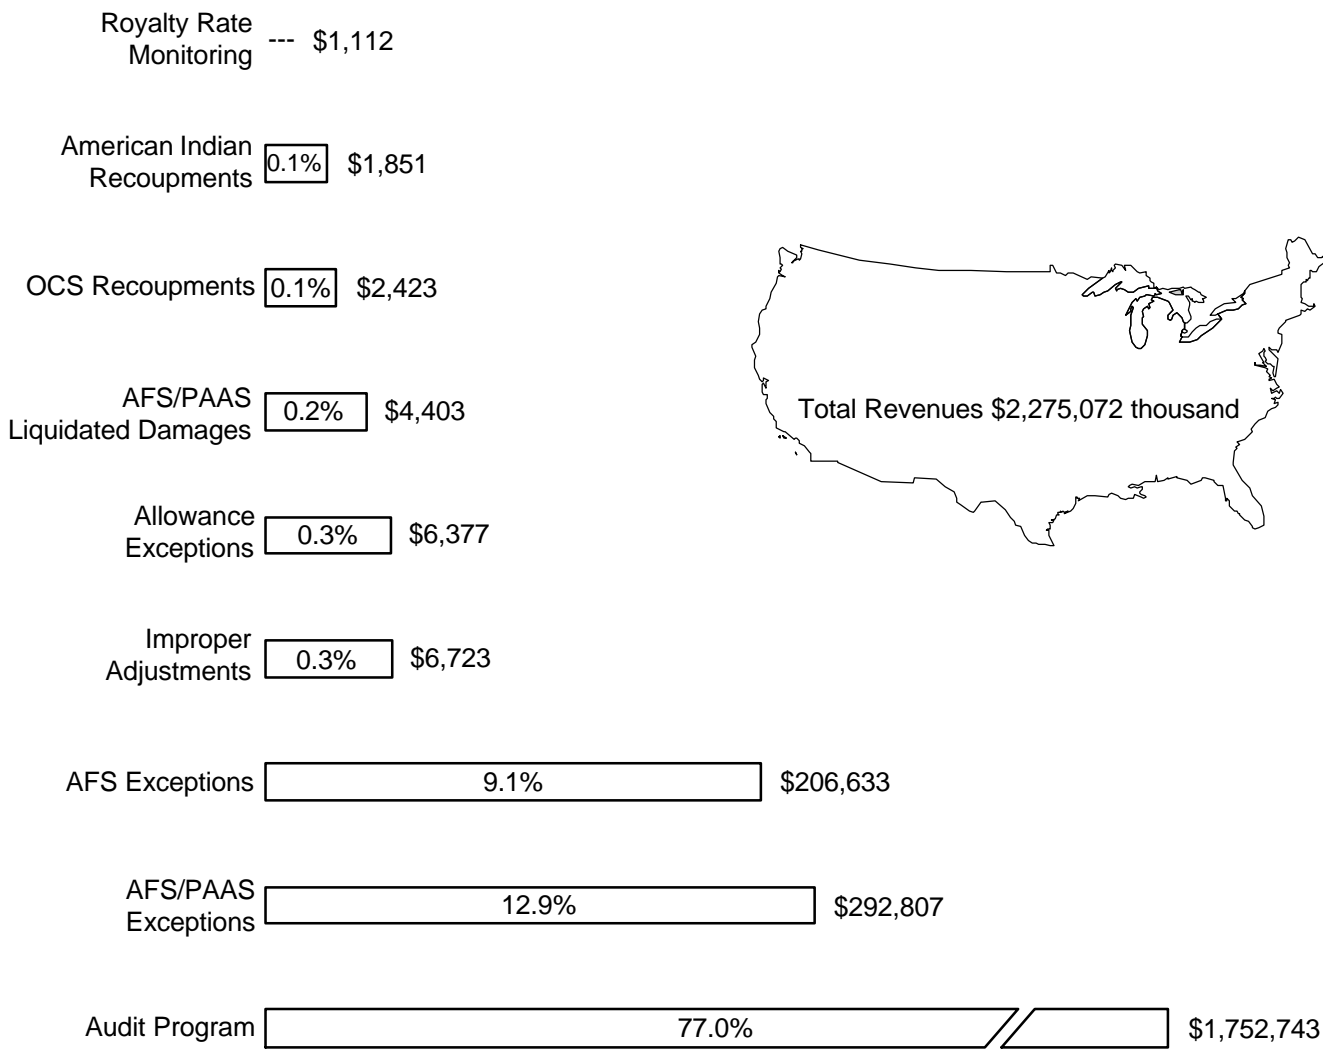 Royalty Rate
Monitoring --- $1,112
American Indian
Recoupments 0.1% $1,851
OCS Recoupments 0.1% $2,423
AFS/PAAS
Liquidated Damages 0.2% $4,403
Total Revenues $2,275,072 thousand
Allowance
Exceptions 0.3% $6,377
Improper
Adjustments 0.3% $6,723
AFS Exceptions 9.1% $206,633
AFS/PAAS
Exceptions 12.9% $292,807
Audit Program 77.0% $1,752,743